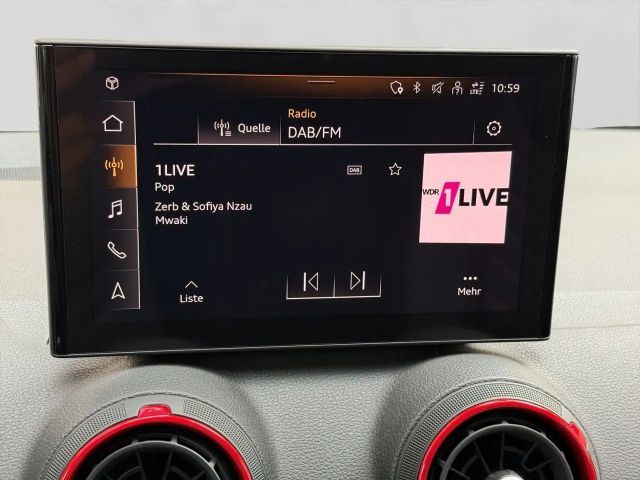 10:59
Quelle
Radio
DAB/FM
1LIVE
DAB
Pop
Zerb & Sofiya Nzau
Mwaki
WDR 1LIVE
Liste
Mehr